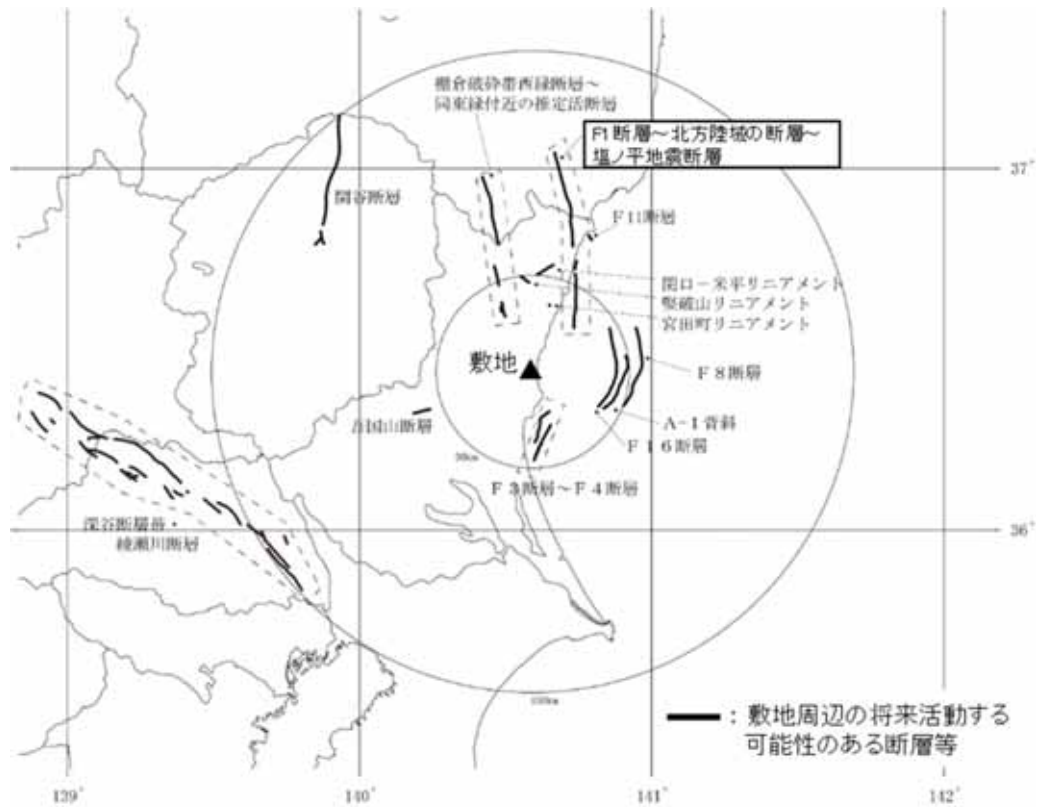 棚倉破砕帯西縁断層～
同東縁付近の推定活断層
F1断層～北方陸域の断層～
塩ノ平地震断層
37°
関谷断層
F11断層
関口－米平リニアメント
竪破山リニアメント
宮田町リニアメント
敷地
F8断層
A-1背斜
F16断層
吾国山断層
30km
F3断層～F4断層
36°
深谷断層帯・
綾瀬川断層
100km
：敷地周辺の将来活動する
可能性のある断層等
139°
140°
141°
142°